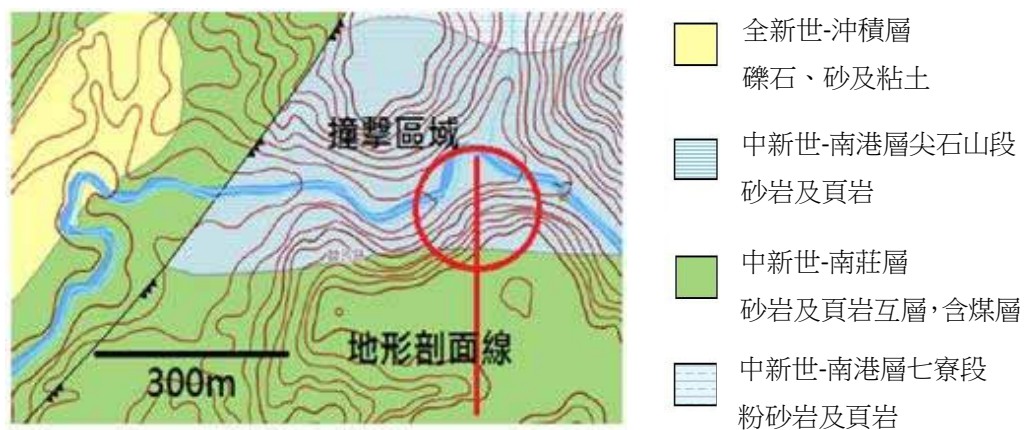 撞擊區域
地形剖面線
300m
全新世-沖積層
礫石、砂及粘土
中新世-南港層尖石山段
砂岩及頁岩
中新世-南莊層
砂岩及頁岩互層,含煤層
中新世-南港層七寮段
粉砂岩及頁岩